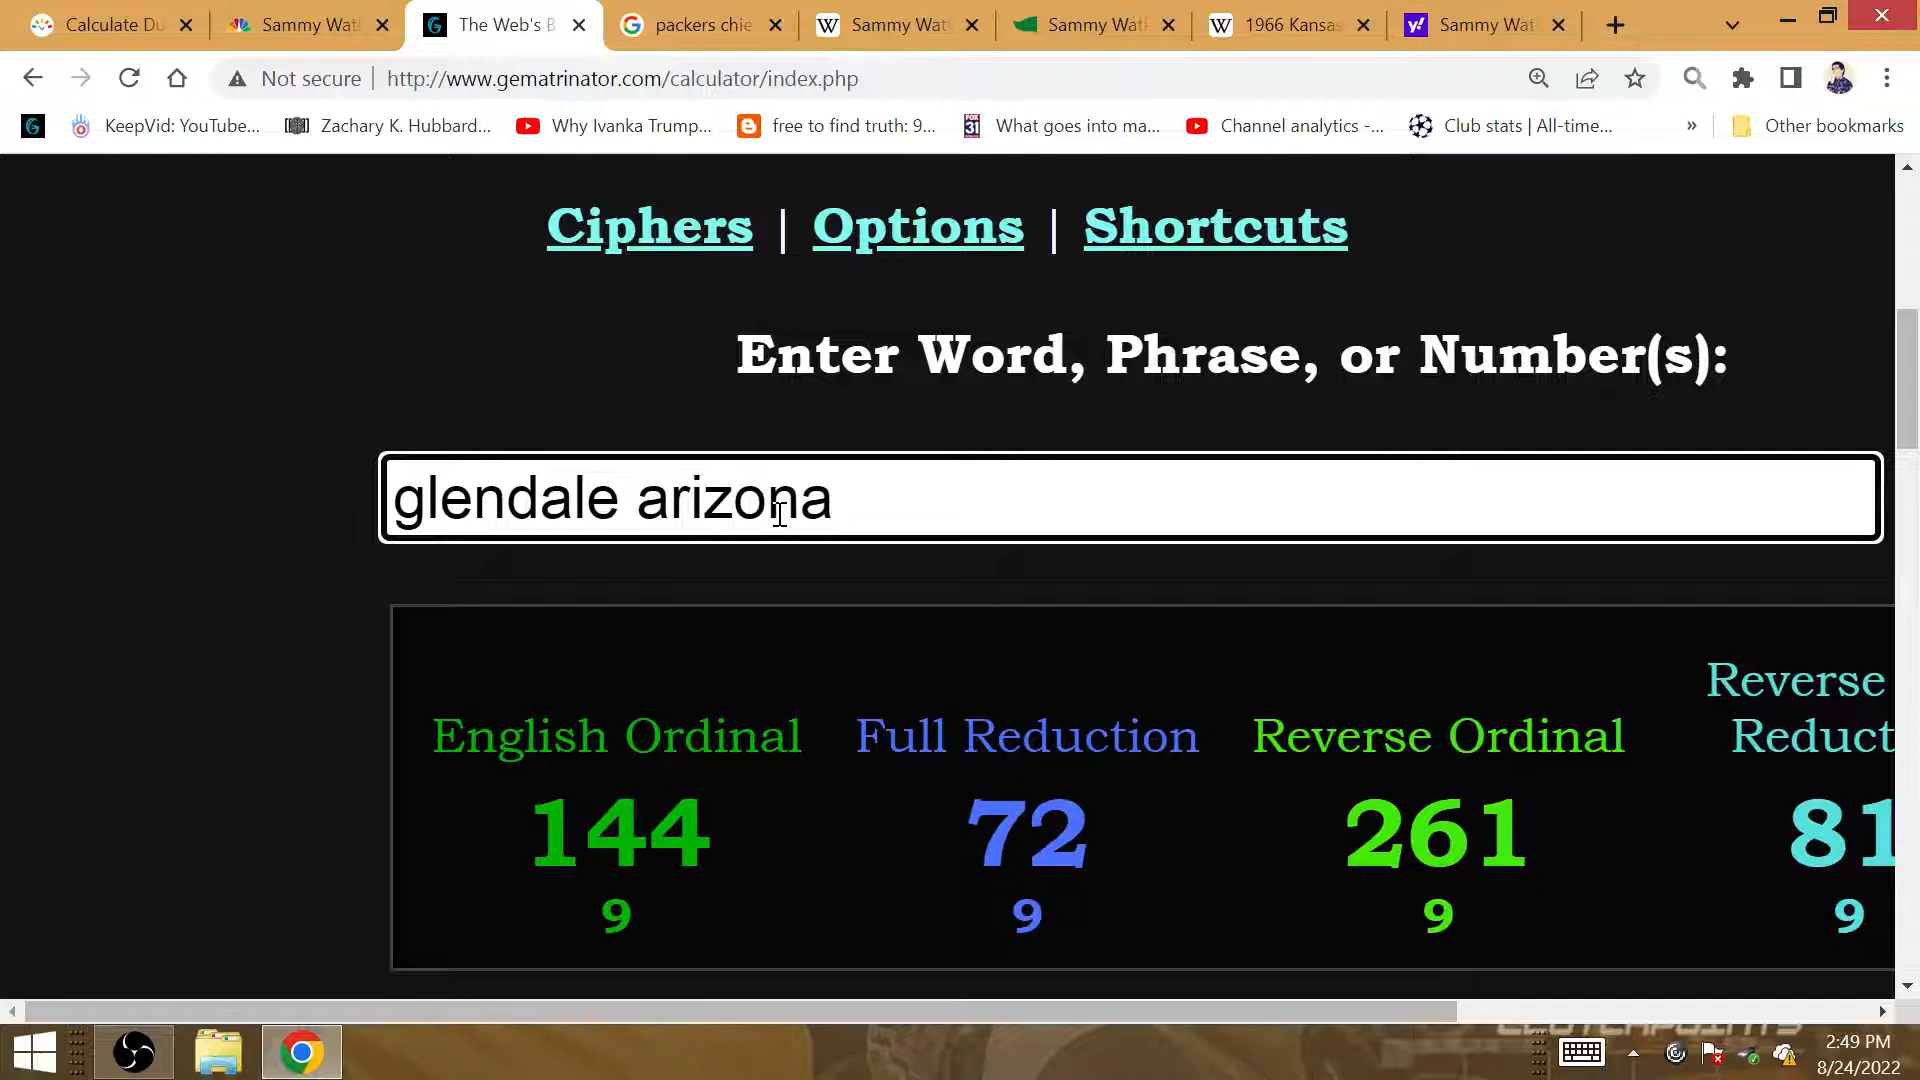 Calculate Du
Sammy Wat
The Web's B
packers chie
Sammy Wat
Sammy Wat
1966 Kansa
Sammy Wat
Not secure
http://www.gematrinator.com/calculator/index.php
KeepVid: YouTube...
Zachary K. Hubbard...
Why Ivanka Trump...
free to find truth: 9...
FOX 31
What goes into ma...
Channel analytics -...
Club stats | All-time...
»
Other bookmarks
Ciphers | Options | Shortcuts
Enter Word, Phrase, or Number(s):
glendale arizona
English Ordinal
Full Reduction
Reverse Ordinal
Reverse
Reduct
144
72
261
81
9
9
9
9
CLUTCHPOINTS
2:49 PM
8/24/2022